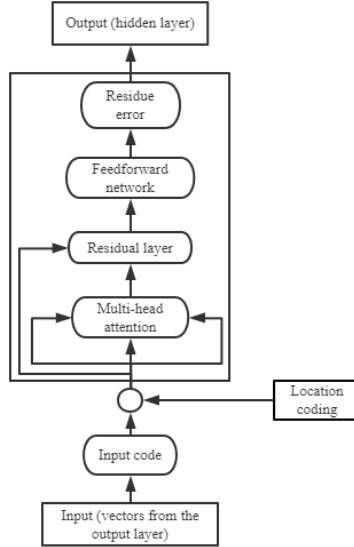 Output (hidden layer)
Residue
error
Feedforward
network
Residual layer
Multi-head
attention
Location
coding
Input code
Input (vectors from the
output layer)